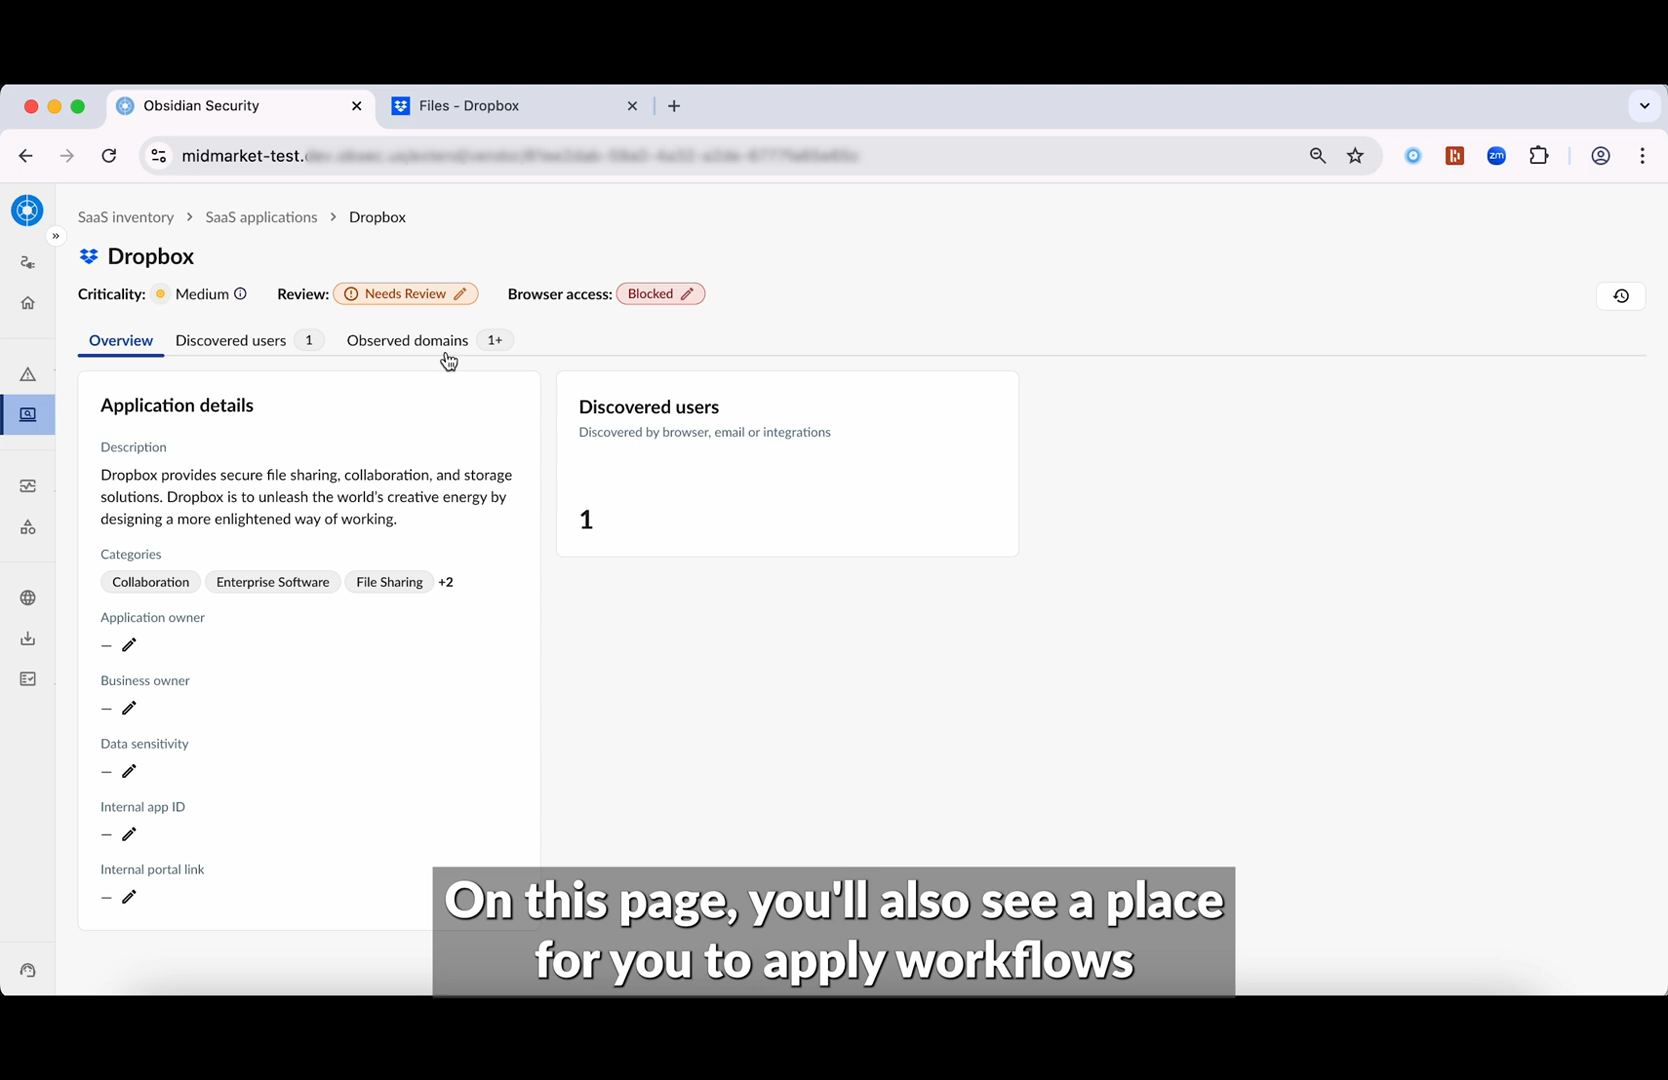 Obsidian Security
Files - Dropbox
midmarket-test.
zm
SaaS inventory > SaaS applications > Dropbox
Dropbox
Criticality: Medium Review: Needs Review Browser access: Blocked
Overview Discovered users 1 Observed domains 1+
Application details
Description
Dropbox provides secure file sharing, collaboration, and storage
solutions. Dropbox is to unleash the world's creative energy by
designing a more enlightened way of working.
Categories
Collaboration Enterprise Software File Sharing +2
Application owner
–
Business owner
–
Data sensitivity
–
Internal app ID
–
Internal portal link
–
Discovered users
Discovered by browser, email or integrations
1
On this page, you'll also see a place
for you to apply workflows